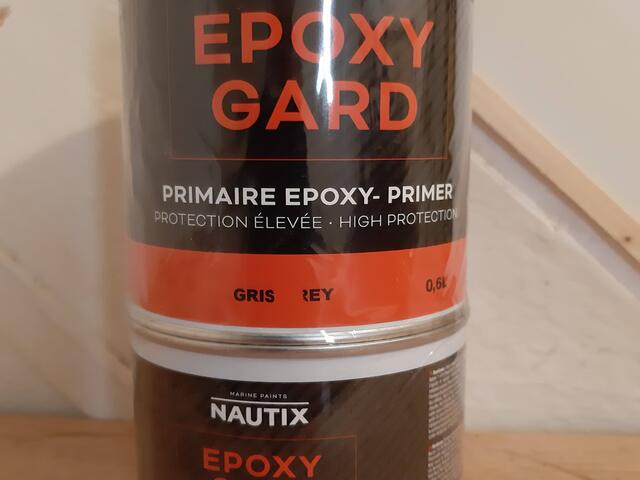 EPOXY
GARD
PRIMAIRE EPOXY- PRIMER
PROTECTION ÉLEVÉE · HIGH PROTECTION
GRIS REY 0,6L
MARINE PAINTS
NAUTIX
EPOXY